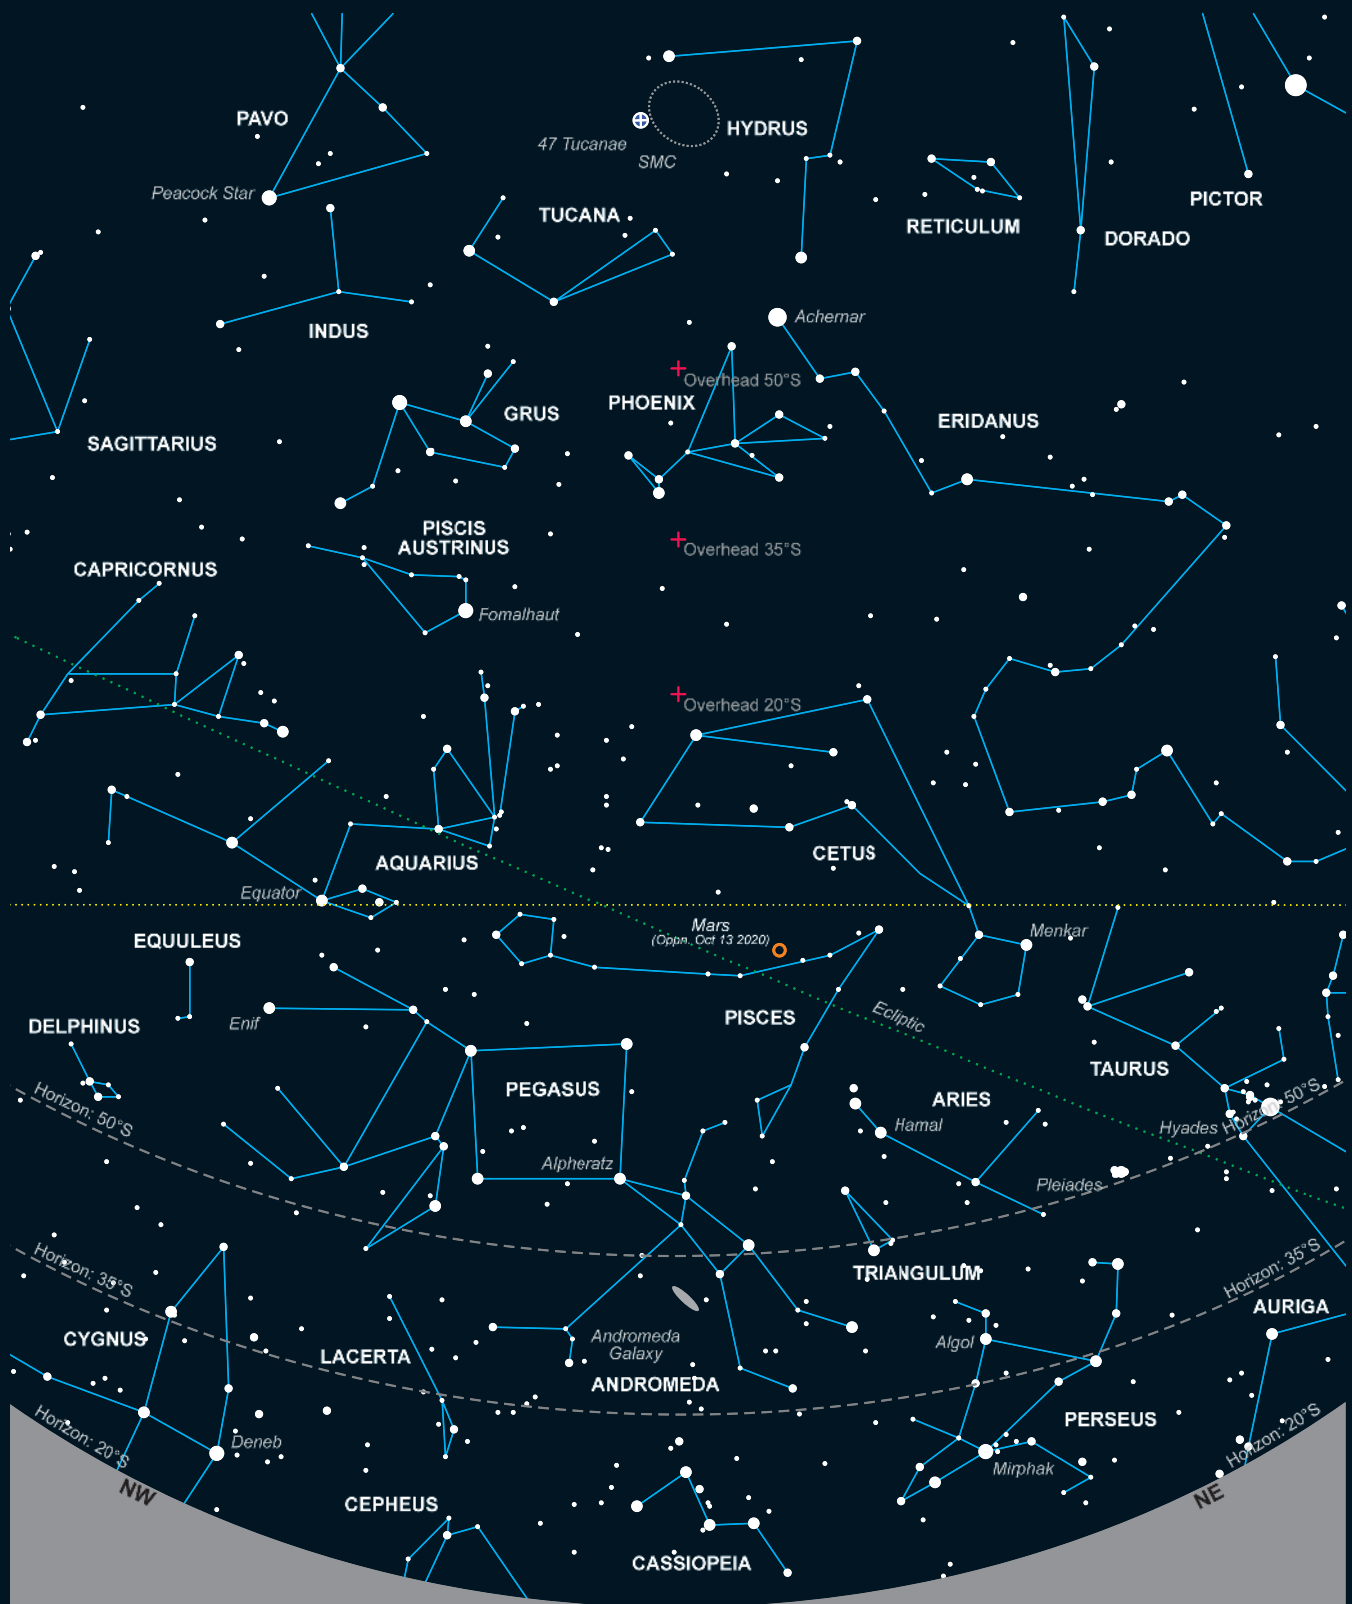 PAVO
HYDRUS
47 Tucanae
SMC
Peacock Star
TUCANA
RETICULUM
PICTOR
DORADO
INDUS
Achernar
Overhead 50°S
PHOENIX
GRUS
ERIDANUS
SAGITTARIUS
PISCIS
AUSTRINUS
Overhead 35°S
CAPRICORNUS
Fomalhaut
Overhead 20°S
CETUS
AQUARIUS
Equator
Mars
(Oppn. Oct 13 2020)
Menkar
EQUULEUS
PISCES
Ecliptic
Enif
DELPHINUS
TAURUS
PEGASUS
ARIES
Horizon: 50°S
Horizon: 50°S
Hamal
Hyades
Alpheratz
Pleiades
Horizon: 35°S
TRIANGULUM
Horizon: 35°S
AURIGA
CYGNUS
LACERTA
Andromeda
Galaxy
Algol
ANDROMEDA
PERSEUS
Horizon: 20°S
Deneb
Horizon: 20°S
Mirphak
NW
NE
CEPHEUS
CASSIOPEIA